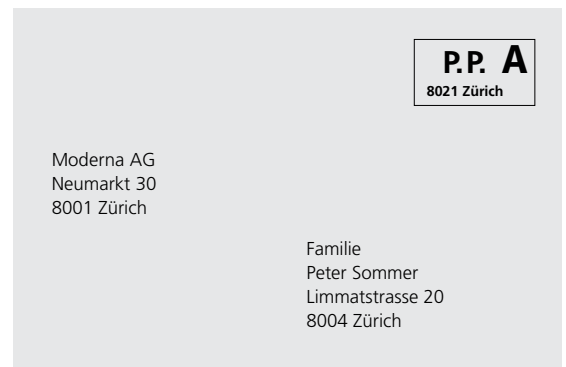 P.P. A
8021 Zürich
Moderna AG
Neumarkt 30
8001 Zürich
Familie
Peter Sommer
Limmatstrasse 20
8004 Zürich